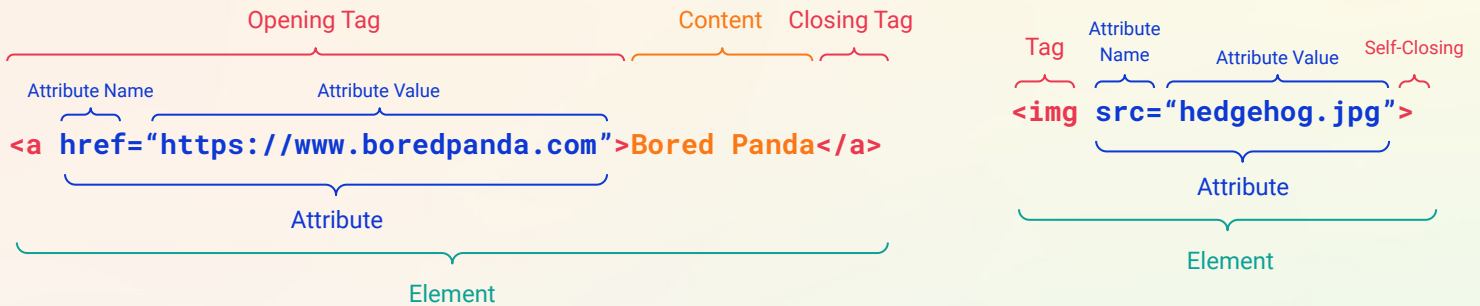 Opening Tag
Content
Closing Tag
Attribute Name
Attribute Value
<a href=“https://www.boredpanda.com”>Bored Panda</a>
Attribute
Element
Tag
Attribute
Name
Attribute Value
Self-Closing
<img src=“hedgehog.jpg”>
Attribute
Element